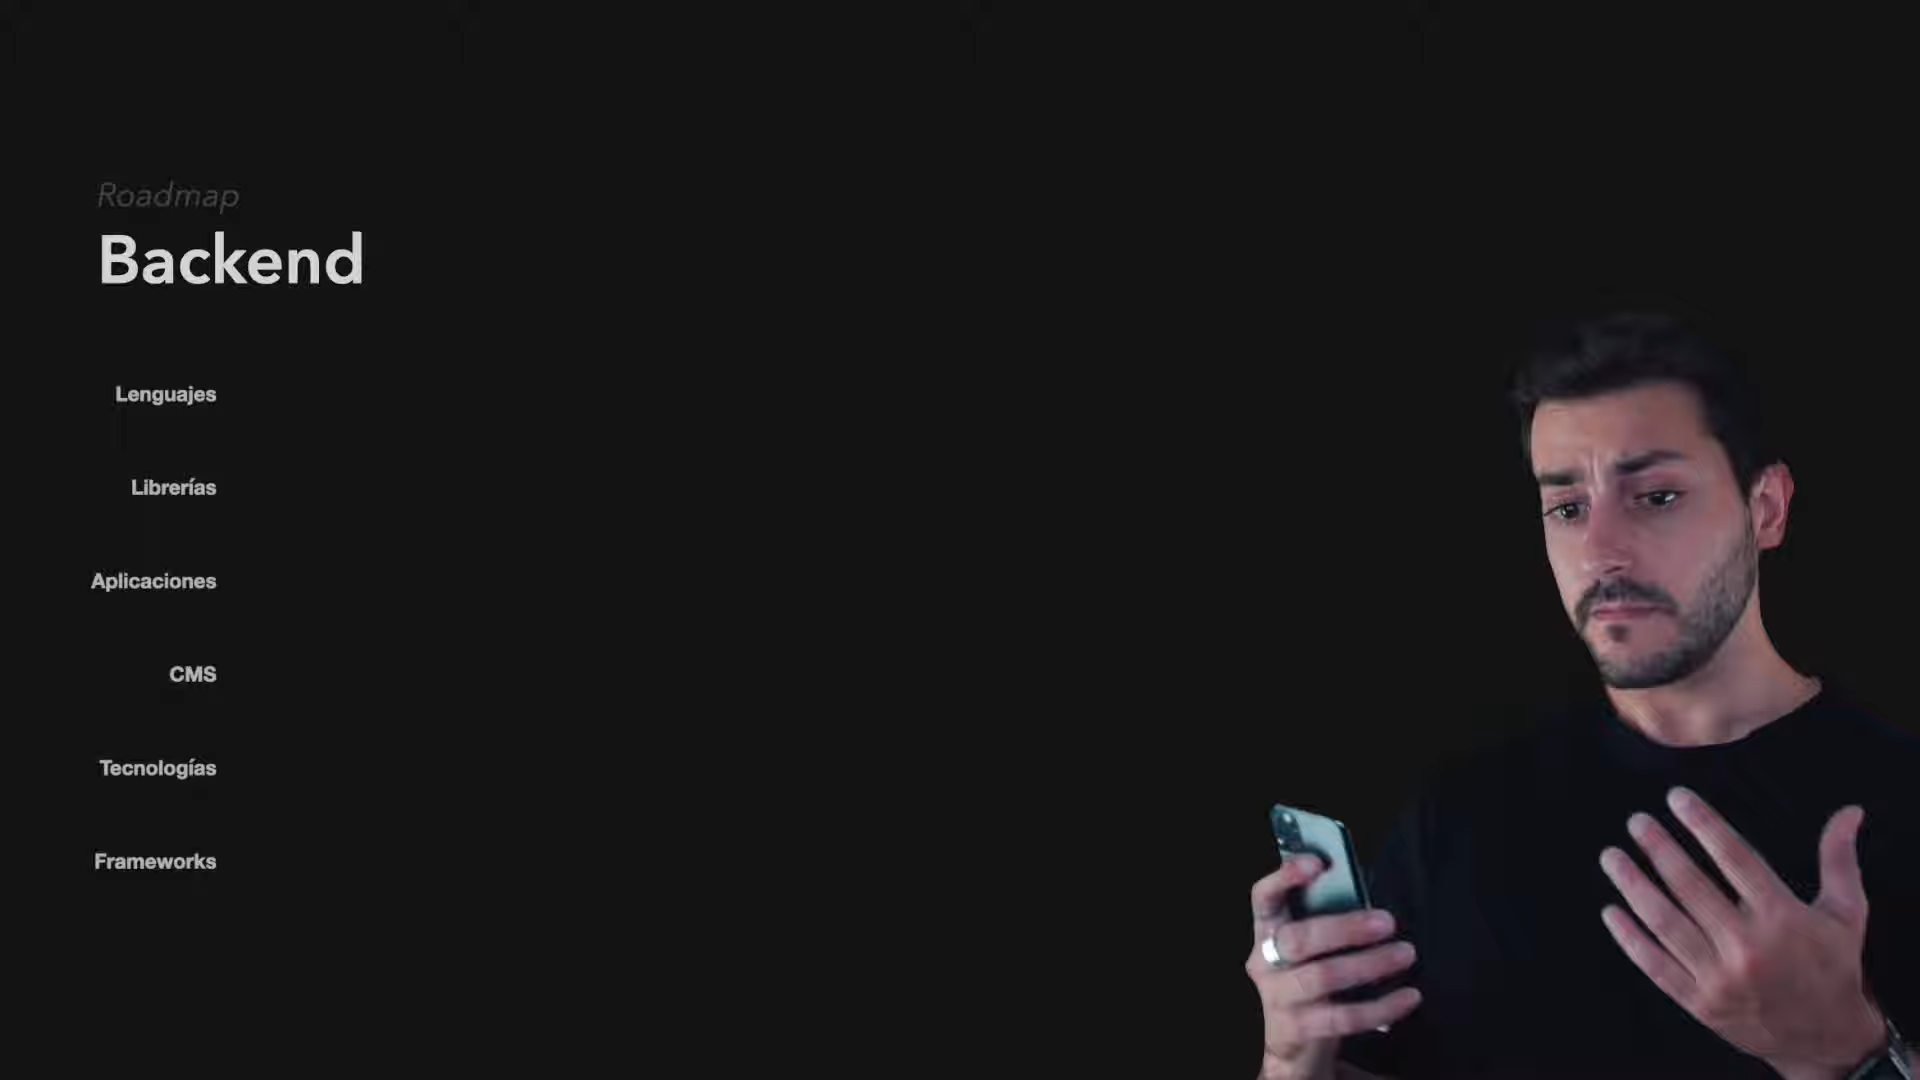 Roadmap
Backend
Lenguajes
Librerías
Aplicaciones
CMS
Tecnologías
Frameworks